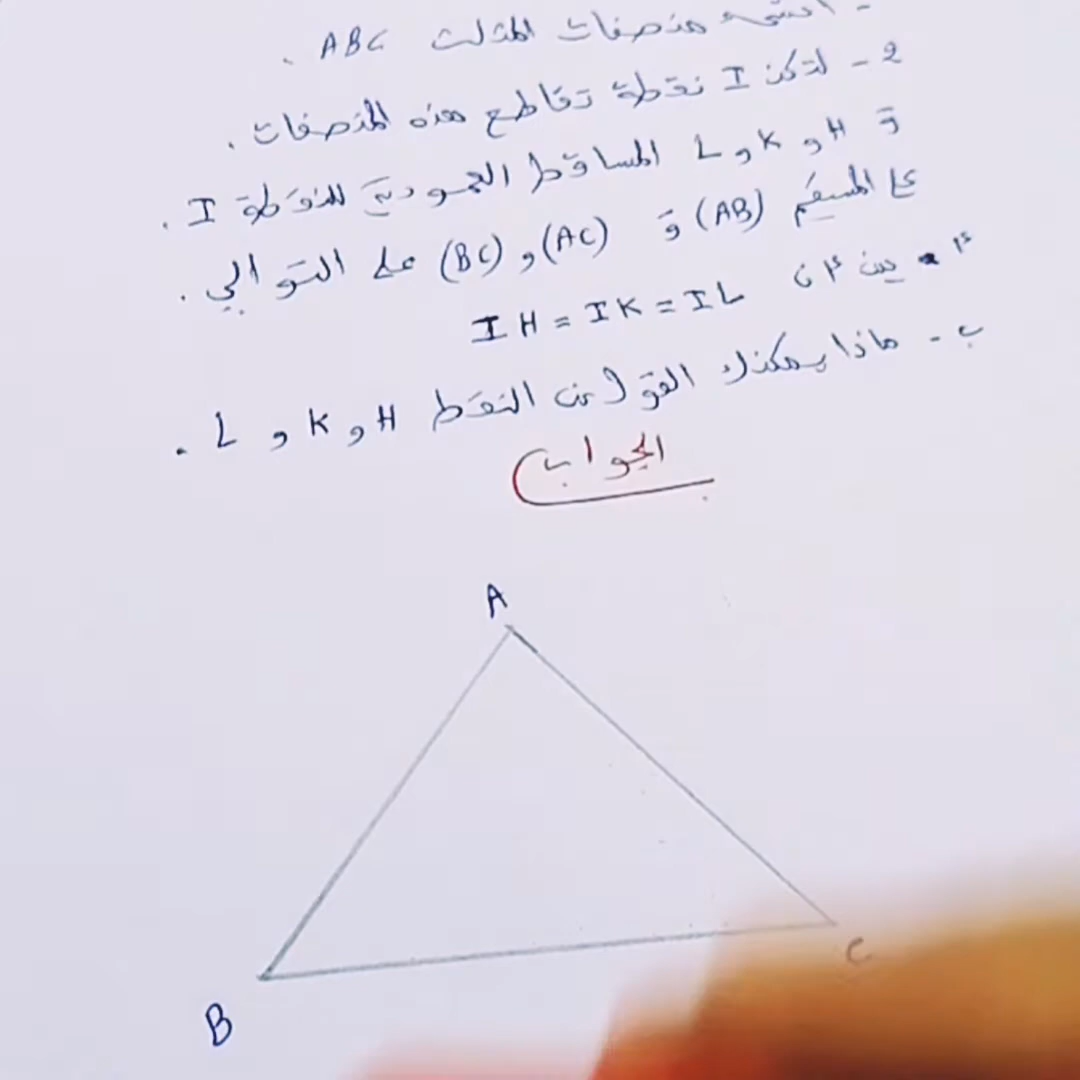 - أنشئ منصفات المثلث ABC .
2 - لتكن I نقطة تقاطع هذه المنصفات .
و H و K و L المساقط العمودية للنقطة I .
على المستقيم (AB) و (AC) و (BC) على التوالي .
أ - بين أن IH = IK = IL
ب - ماذا يمكنك القول عن النقط H و K و L .
الجواب
A
B
C